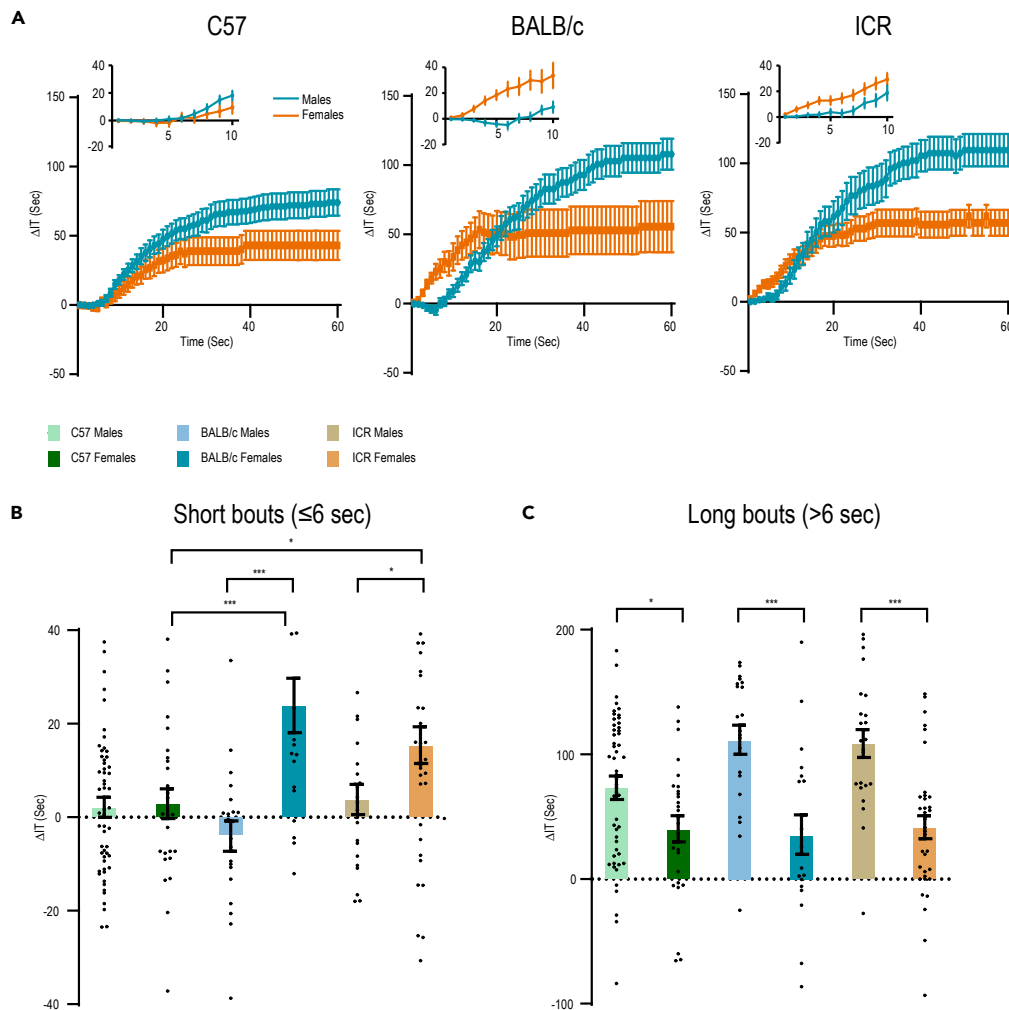 A
C57
BALB/c
ICR
40
20
0
-20
5
10
Males
Females
40
20
0
-20
5
10
40
20
0
-20
5
10
150
100
50
0
-50
ΔIT (Sec)
20
40
60
Time (Sec)
150
100
50
0
-50
ΔIT (Sec)
20
40
60
Time (Sec)
150
100
50
0
-50
ΔIT (Sec)
20
40
60
Time (Sec)
C57 Males
BALB/c Males
ICR Males
C57 Females
BALB/c Females
ICR Females
B
Short bouts (≤6 sec)
*
***
*
***
40
20
0
-20
-40
ΔIT (Sec)
C
Long bouts (>6 sec)
*
***
***
200
100
0
-100
ΔIT (Sec)